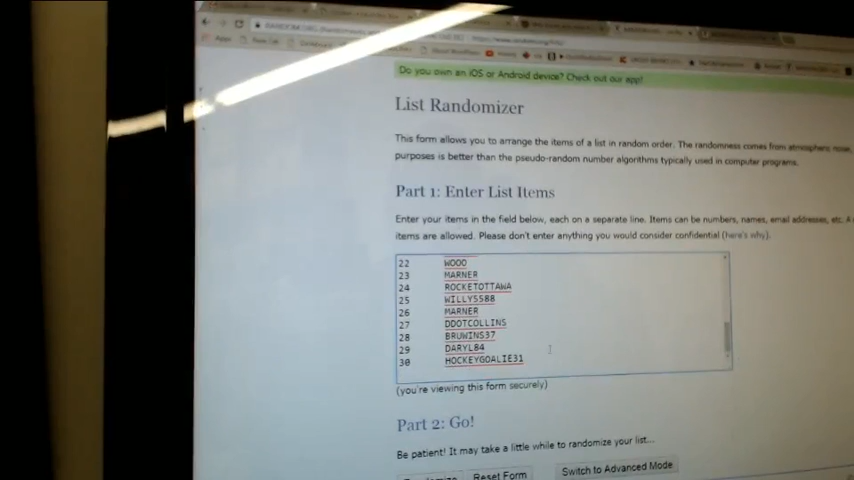 Do you own an iOS or Android device? Check out our app!
List Randomizer
This form allows you to arrange the items of a list in random order. The randomness comes from atmospheric noise,
purposes is better than the pseudo-random number algorithms typically used in computer programs.
Part 1: Enter List Items
Enter your items in the field below, each on a separate line. Items can be numbers, names, email addresses, etc. A
items are allowed. Please don't enter anything you would consider confidential (here's why).
22 WOOD
23 MARNER
24 ROCKETOTTAWA
25 WILLY5588
26 MARNER
27 DDOTCOLLINS
28 BRUWINS37
29 DARYL84
30 HOCKEYGOALIE31
(you're viewing this form securely)
Part 2: Go!
Be patient! It may take a little while to randomize your list...
Randomize Reset Form Switch to Advanced Mode